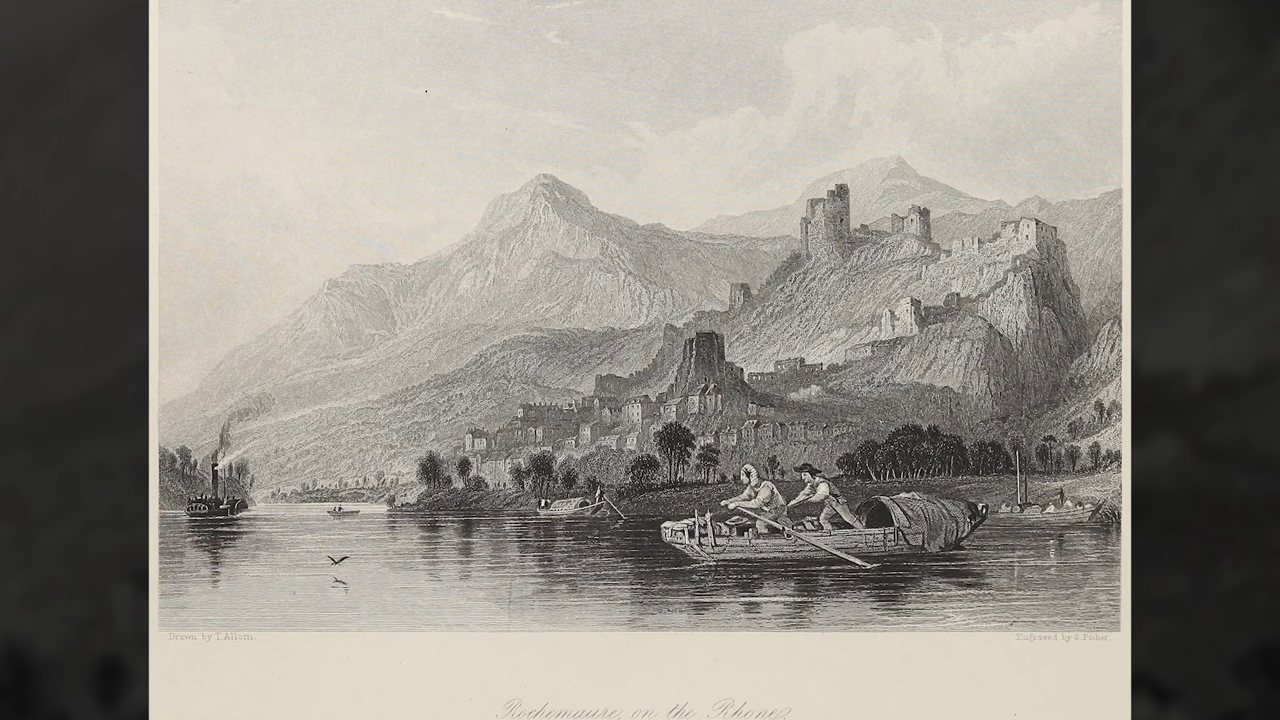 Drawn by T. Allom.
Engraved by S. Fisher.
Rochemaure, on the Rhone.